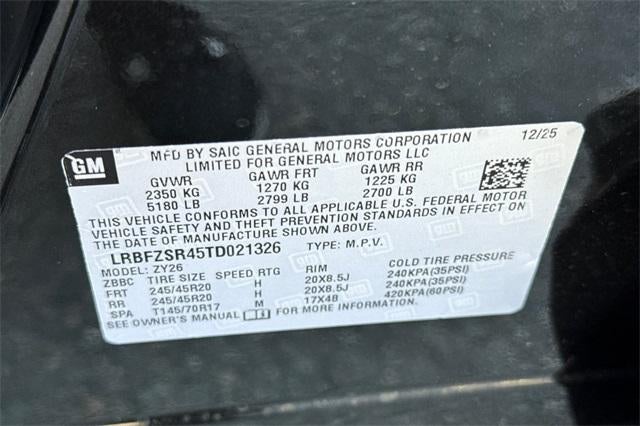 GM
MFD BY SAIC GENERAL MOTORS CORPORATION 12/25
LIMITED FOR GENERAL MOTORS LLC
GVWR GAWR FRT GAWR RR
2350 KG 1270 KG 1225 KG
5180 LB 2799 LB 2700 LB
THIS VEHICLE CONFORMS TO ALL APPLICABLE U.S. FEDERAL MOTOR
VEHICLE SAFETY AND THEFT PREVENTION STANDARDS IN EFFECT ON
THE DATE OF MANUFACTURE SHOWN ABOVE.
LRBFZSR45TD021326 TYPE: M.P.V.
MODEL: ZY26
ZBBC TIRE SIZE SPEED RTG RIM COLD TIRE PRESSURE
FRT 245/45R20 H 20X8.5J 240KPA(35PSI)
RR 245/45R20 H 20X8.5J 240KPA(35PSI)
SPA T145/70R17 M 17X4B 420KPA(60PSI)
SEE OWNER'S MANUAL FOR MORE INFORMATION.